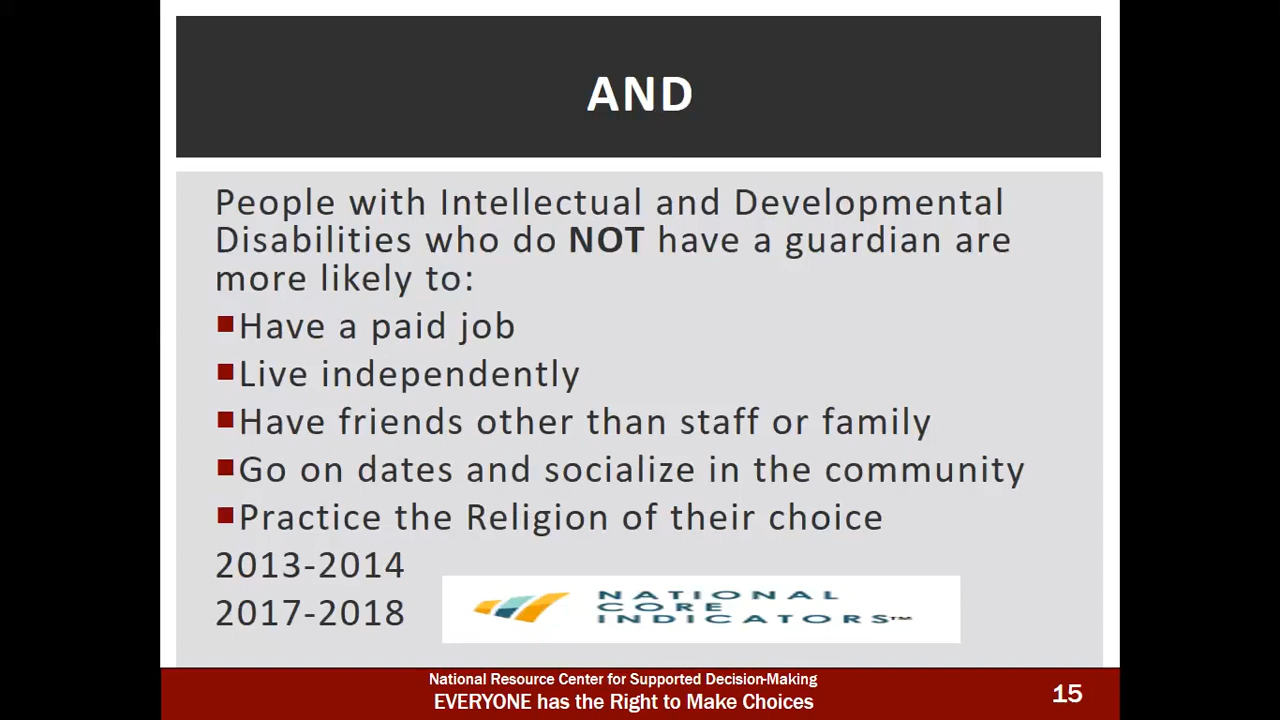 AND
People with Intellectual and Developmental
Disabilities who do NOT have a guardian are
more likely to:
Have a paid job
Live independently
Have friends other than staff or family
Go on dates and socialize in the community
Practice the Religion of their choice
2013-2014
2017-2018
NATIONAL
CORE
INDICATORS™
National Resource Center for Supported Decision-Making
EVERYONE has the Right to Make Choices
15